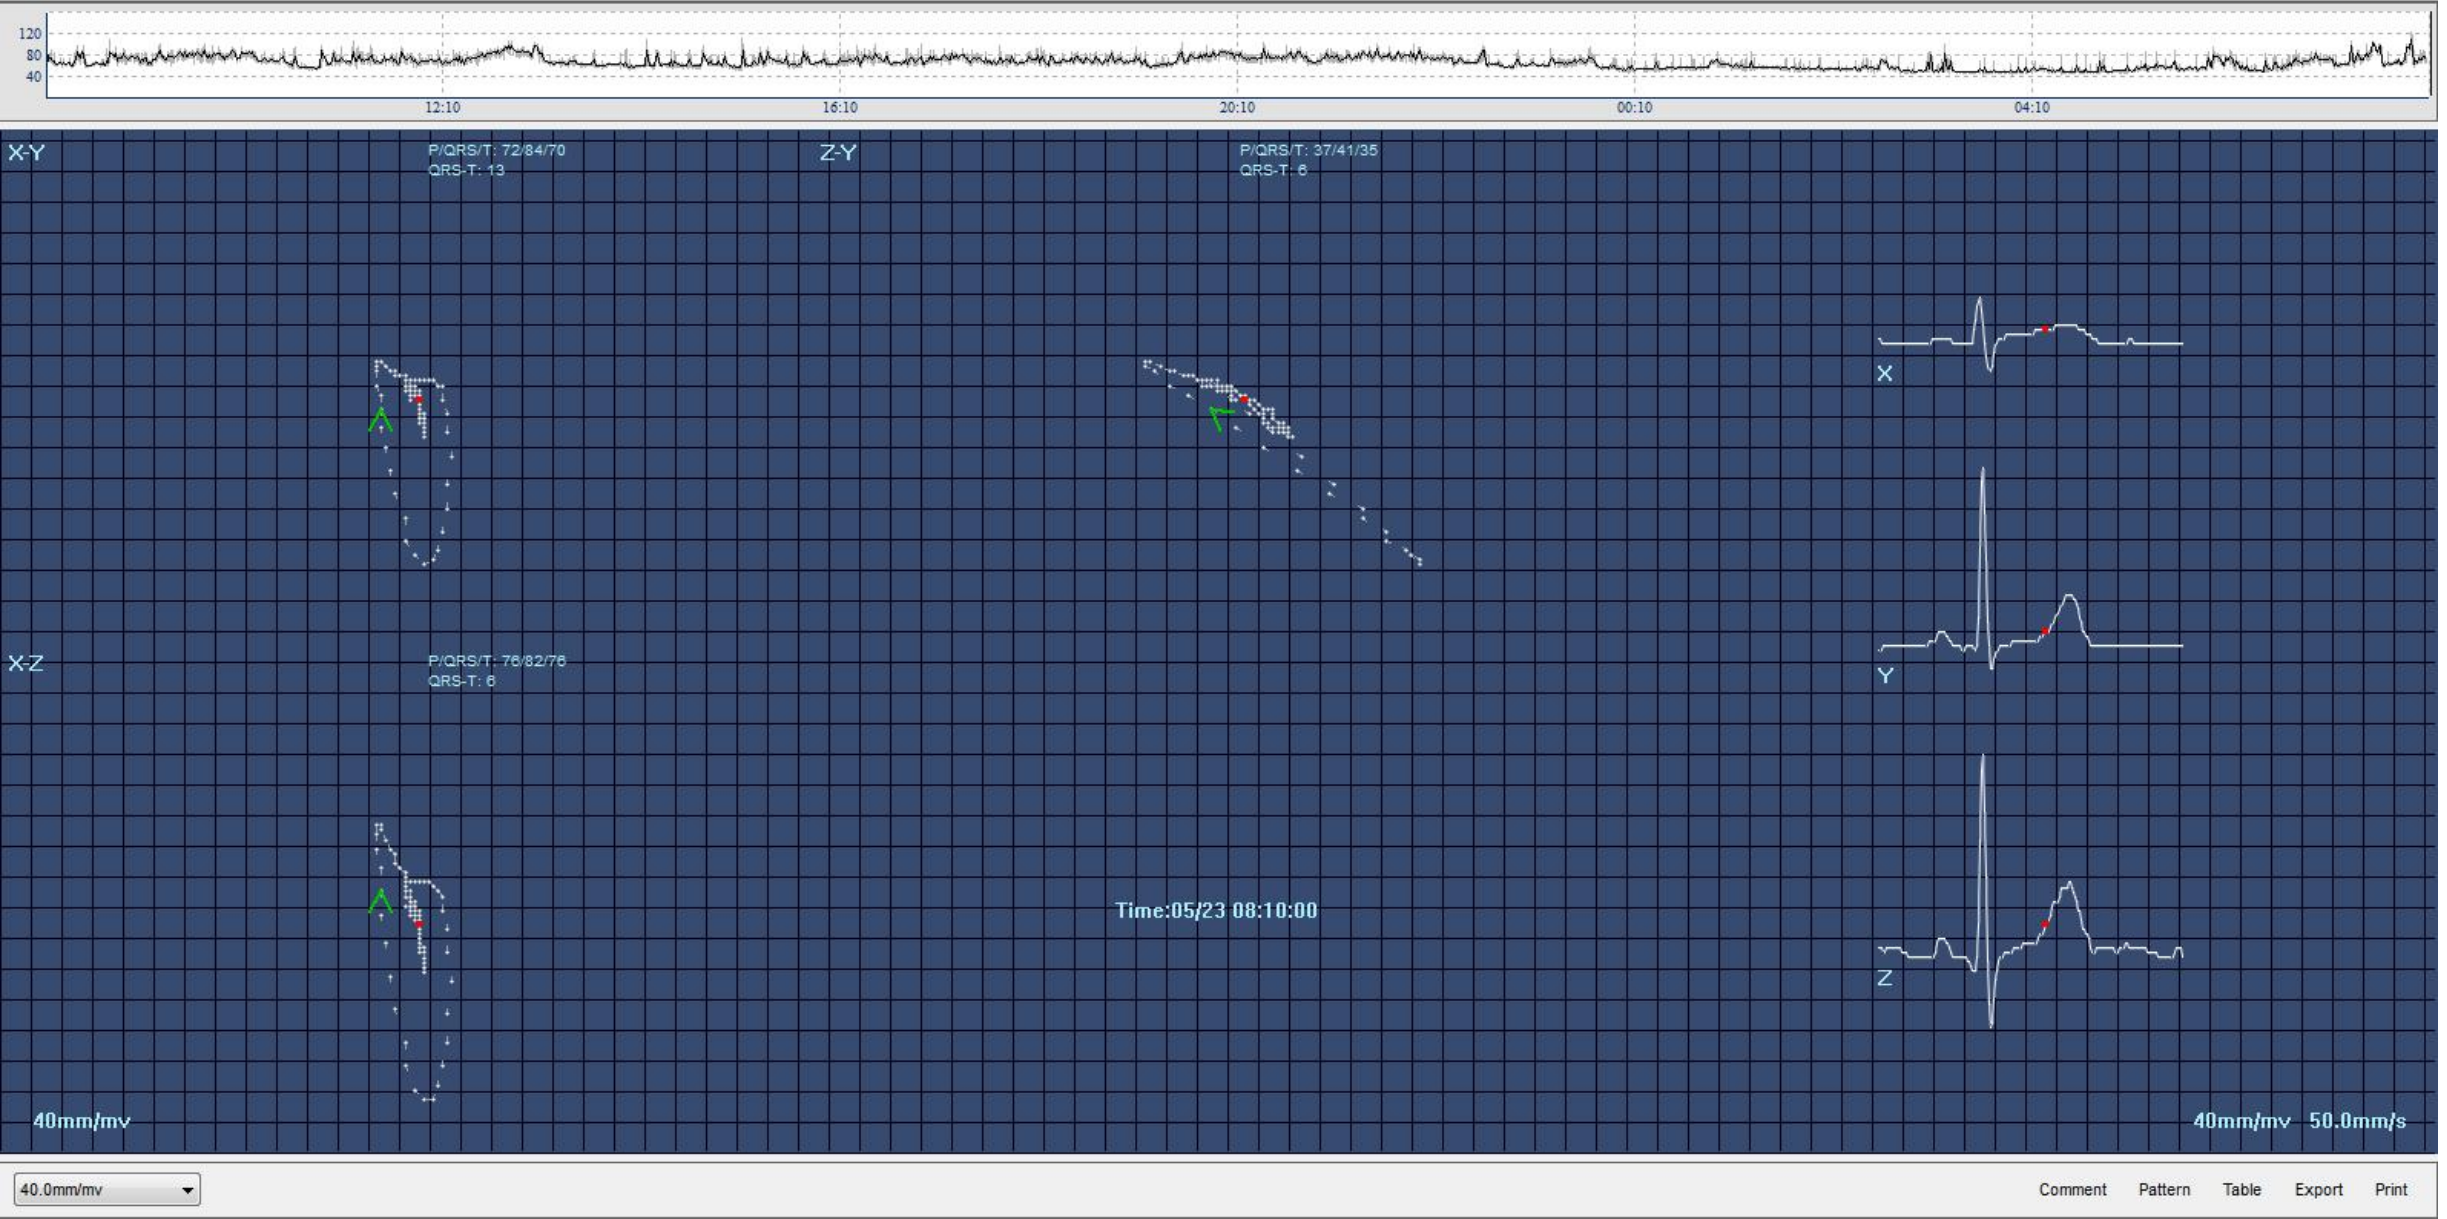 120
80
40
12:10 16:10 20:10 00:10 04:10
X-Y P/QRS/T: 72/84/70 Z-Y P/QRS/T: 37/41/35
QRS-T: 13 QRS-T: 6
X
Y
X-Z P/QRS/T: 76/82/76
QRS-T: 6
Time:05/23 08:10:00
Z
40mm/mv 40mm/mv 50.0mm/s
40.0mm/mv Comment Pattern Table Export Print